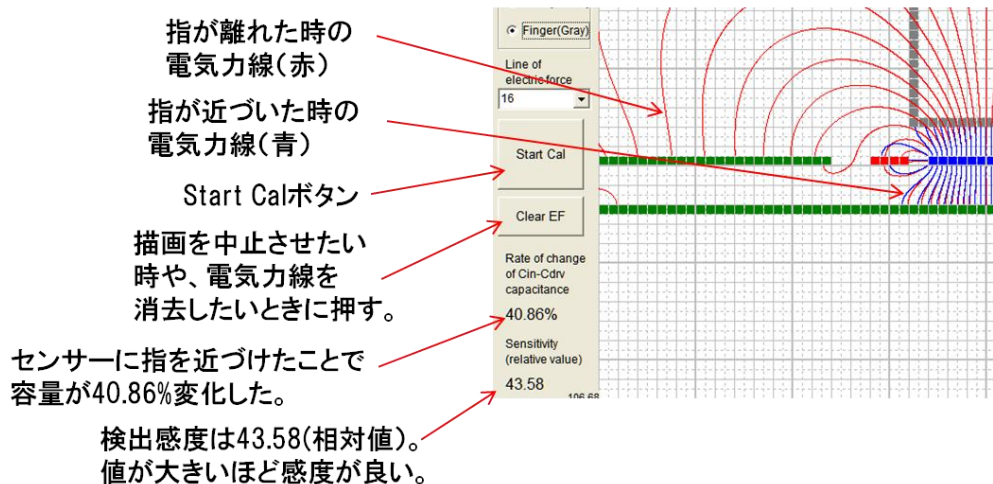 指が離れた時の
電気力線(赤)
指が近づいた時の
電気力線(青)
Start Calボタン
描画を中止させたい
時や、電気力線を
消去したいときに押す。
センサーに指を近づけたことで
容量が40.86%変化した。
検出感度は43.58(相対値)。
値が大きいほど感度が良い。
Finger(Gray)
Line of
electric force
16
Start Cal
Clear EF
Rate of change
of Cin-Cdrv
capacitance
40.86%
Sensitivity
(relative value)
43.58
106.68